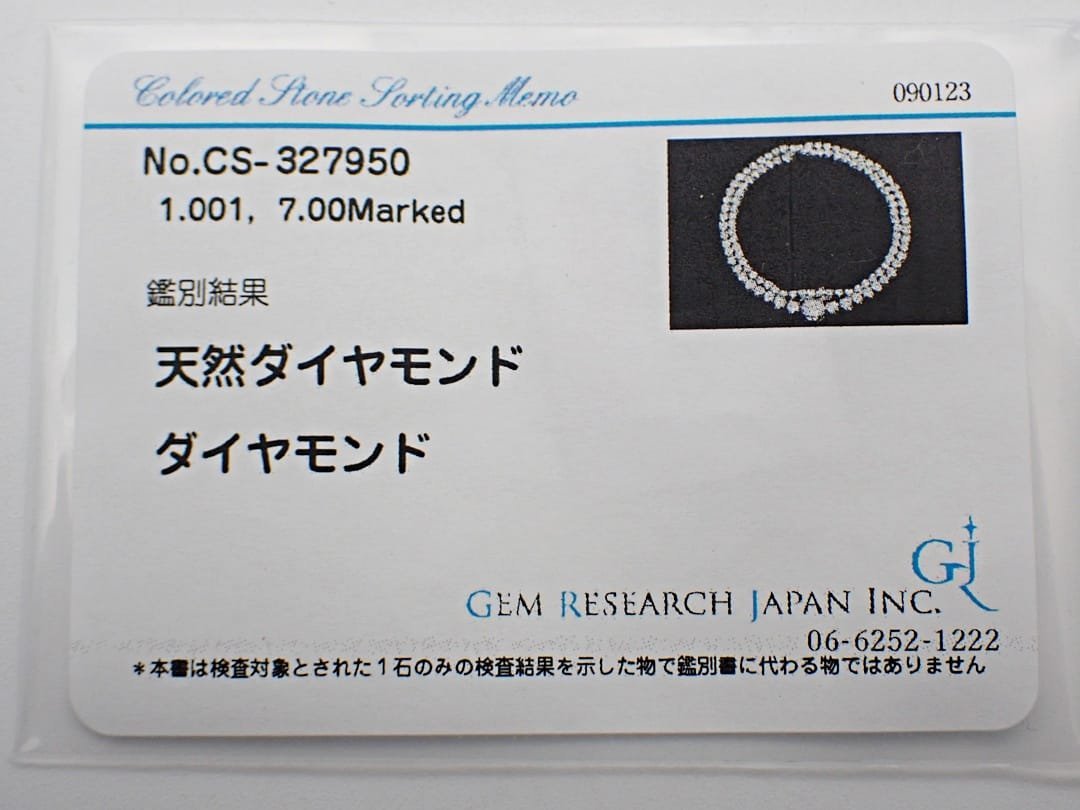 Colored Stone Sorting Memo
090123
No.CS-327950
1.001, 7.00Marked
鑑別結果
天然ダイヤモンド
ダイヤモンド
GJ
GEM RESEARCH JAPAN INC.
06-6252-1222
*本書は検査対象とされた1石のみの検査結果を示した物で鑑別書に代わる物ではありません